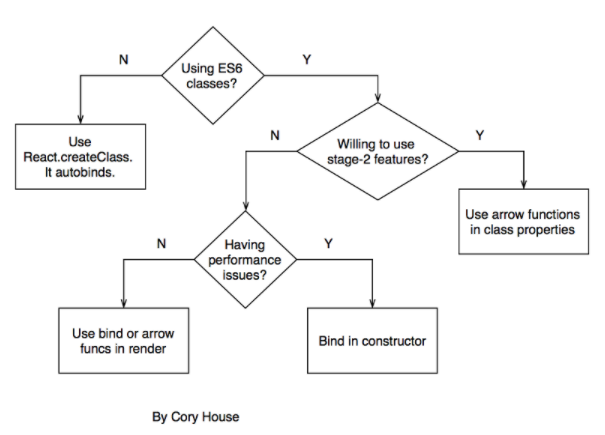 N
Using ES6
classes?
Y
Use
React.createClass.
It autobinds.
N
Willing to use
stage-2 features?
Y
Use arrow functions
in class properties
N
Having
performance
issues?
Y
Use bind or arrow
funcs in render
Bind in constructor
By Cory House